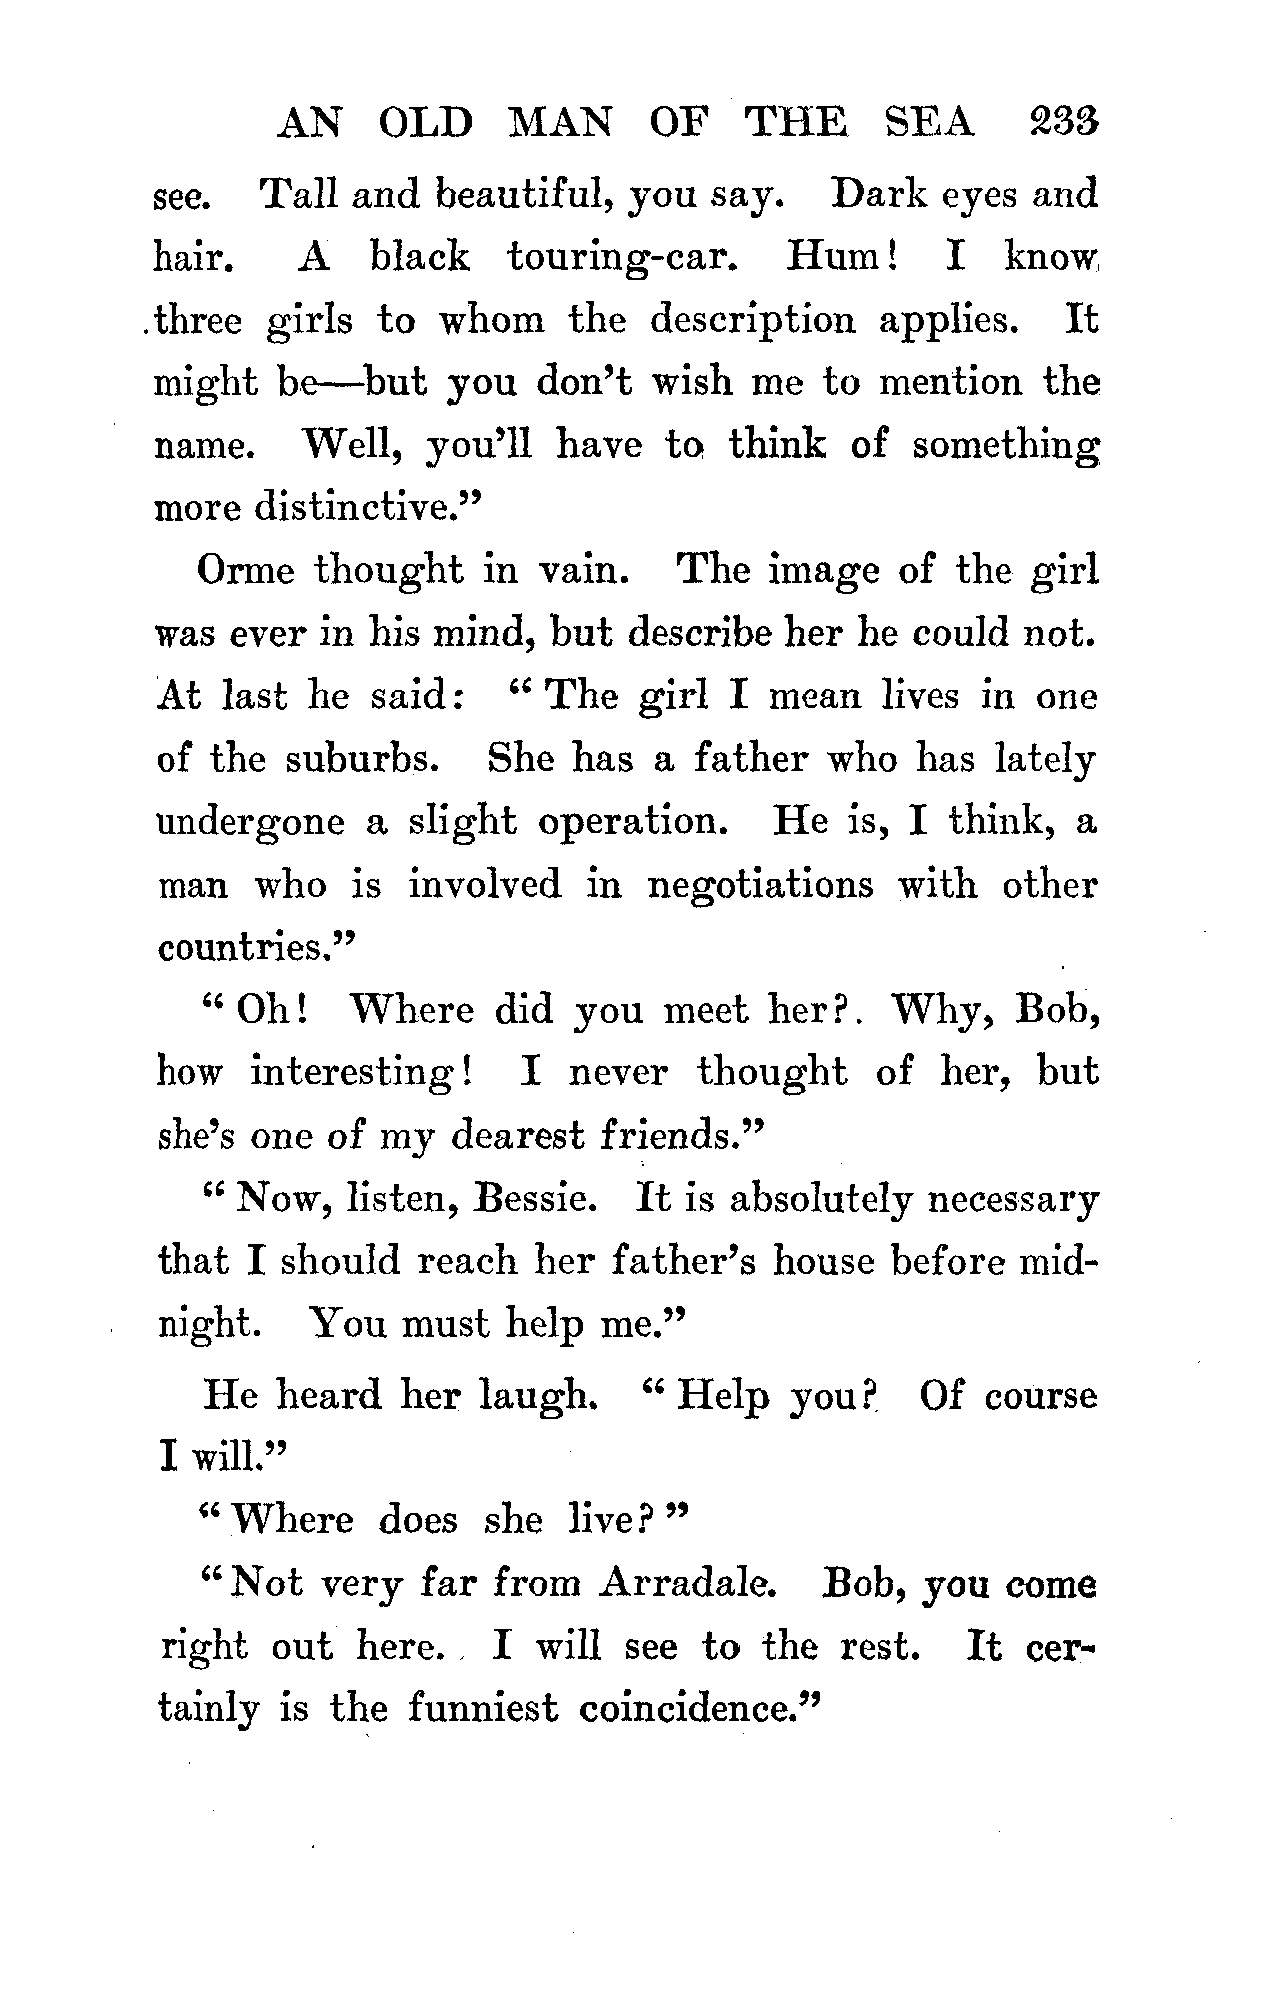 AN OLD MAN OF THE SEA 233
see. Tall and beautiful, you say. Dark eyes and
hair. A black touring-car. Hum! I know
three girls to whom the description applies. It
might be—but you don't wish me to mention the
name. Well, you'll have to think of something
more distinctive."
Orme thought in vain. The image of the girl
was ever in his mind, but describe her he could not.
At last he said: "The girl I mean lives in one
of the suburbs. She has a father who has lately
undergone a slight operation. He is, I think, a
man who is involved in negotiations with other
countries."
"Oh! Where did you meet her?. Why, Bob,
how interesting! I never thought of her, but
she's one of my dearest friends."
"Now, listen, Bessie. It is absolutely necessary
that I should reach her father's house before mid-
night. You must help me."
He heard her laugh. "Help you? Of course
I will."
"Where does she live?"
"Not very far from Arradale. Bob, you come
right out here. I will see to the rest. It cer-
tainly is the funniest coincidence."